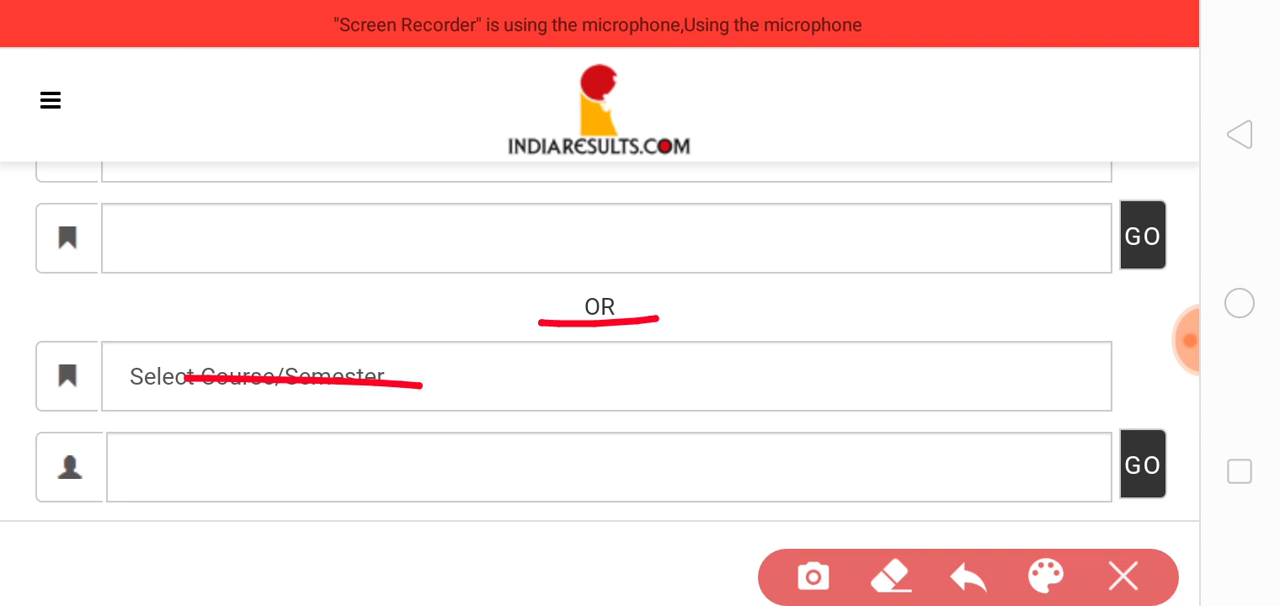 "Screen Recorder" is using the microphone,Using the microphone
INDIARESULTS.COM
GO
OR
Select Course/Semester
GO